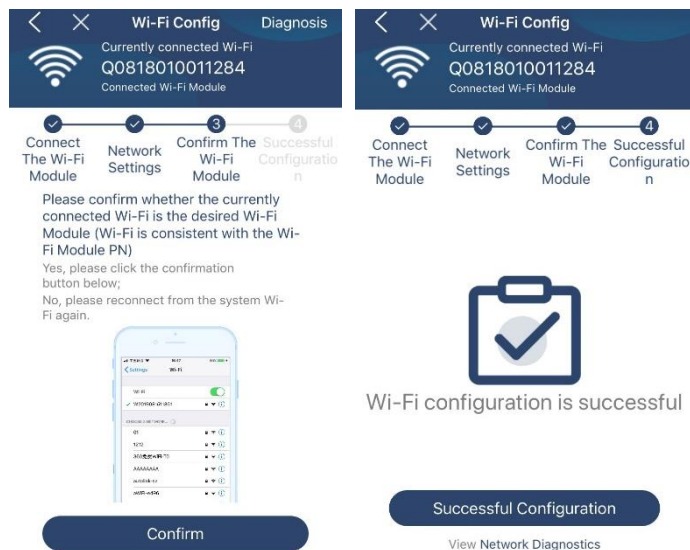 Wi-Fi Config Diagnosis
Currently connected Wi-Fi
Q0818010011284
Connected Wi-Fi Module
3 4
Connect The Wi-Fi Module
Network Settings
Confirm The Wi-Fi Module
Successful Configuration
Please confirm whether the currently
connected Wi-Fi is the desired Wi-Fi
Module (Wi-Fi is consistent with the Wi-
Fi Module PN)
Yes, please click the confirmation
button below;
No, please reconnect from the system Wi-
Fi again.
Settings Wi-Fi
Wi-Fi
01
1212
AAAAAAAA
Confirm
Wi-Fi Config
Currently connected Wi-Fi
Q0818010011284
Connected Wi-Fi Module
4
Connect The Wi-Fi Module
Network Settings
Confirm The Wi-Fi Module
Successful Configuration
Wi-Fi configuration is successful
Successful Configuration
View Network Diagnostics